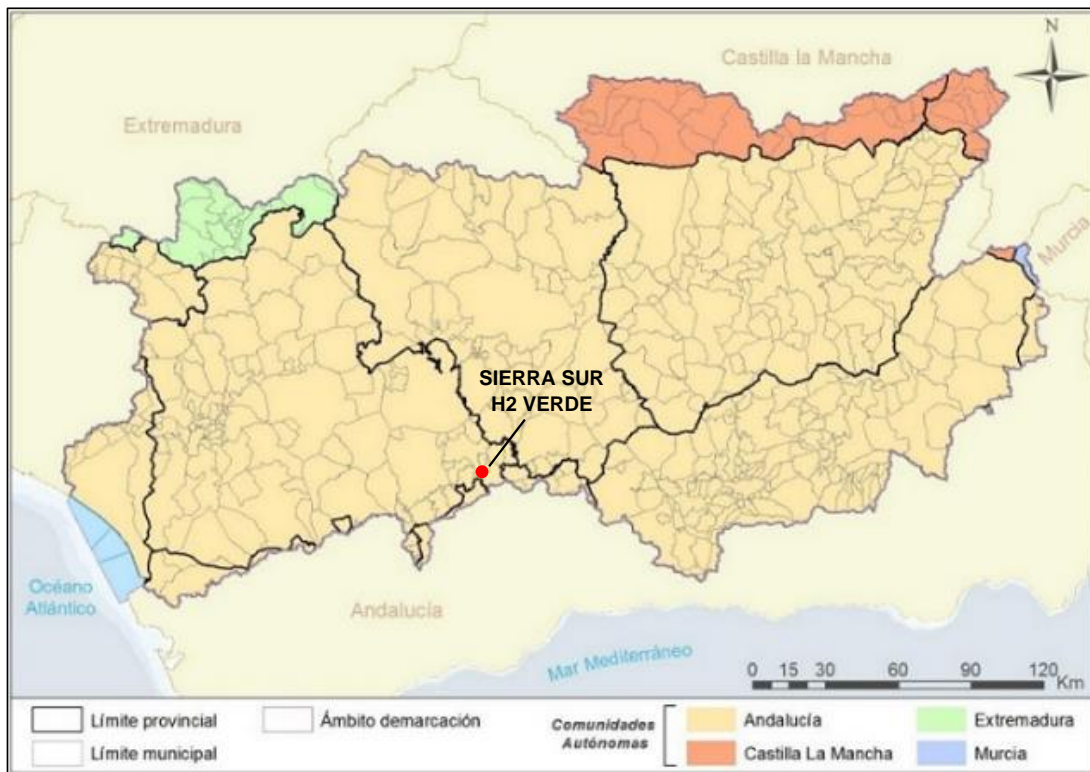 N
Castilla la Mancha
Extremadura
Murcia
SIERRA SUR
H2 VERDE
Océano
Atlántico
Andalucía
Mar Mediterráneo
0 15 30 60 90 120
Km
Límite provincial
Ámbito demarcación
Límite municipal
Comunidades
Autónomas
Andalucía
Extremadura
Castilla La Mancha
Murcia